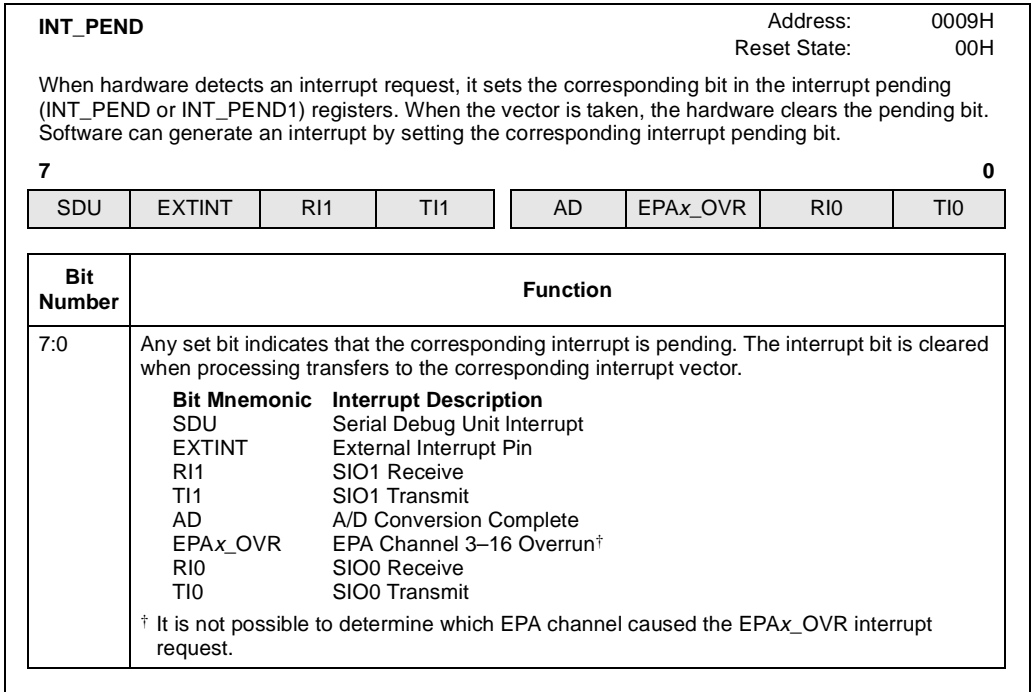 INT_PEND Address: 0009H
Reset State: 00H
When hardware detects an interrupt request, it sets the corresponding bit in the interrupt pending
(INT_PEND or INT_PEND1) registers. When the vector is taken, the hardware clears the pending bit.
Software can generate an interrupt by setting the corresponding interrupt pending bit.
7 0
SDU EXTINT RI1 TI1 AD EPAx_OVR RI0 TI0
Bit Number Function
7:0 Any set bit indicates that the corresponding interrupt is pending. The interrupt bit is cleared
when processing transfers to the corresponding interrupt vector.
Bit Mnemonic Interrupt Description
SDU Serial Debug Unit Interrupt
EXTINT External Interrupt Pin
RI1 SIO1 Receive
TI1 SIO1 Transmit
AD A/D Conversion Complete
EPAx_OVR EPA Channel 3–16 Overrun†
RI0 SIO0 Receive
TI0 SIO0 Transmit
† It is not possible to determine which EPA channel caused the EPAx_OVR interrupt
request.